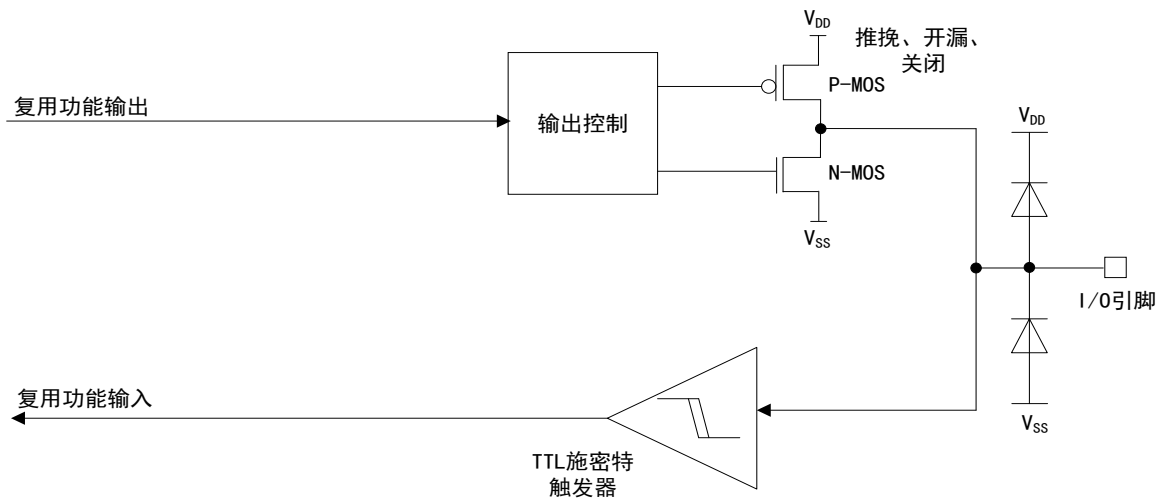 V_DD
推挽、开漏、
关闭
P-MOS
复用功能输出
输出控制
V_DD
N-MOS
V_SS
I/O引脚
复用功能输入
V_SS
TTL施密特
触发器